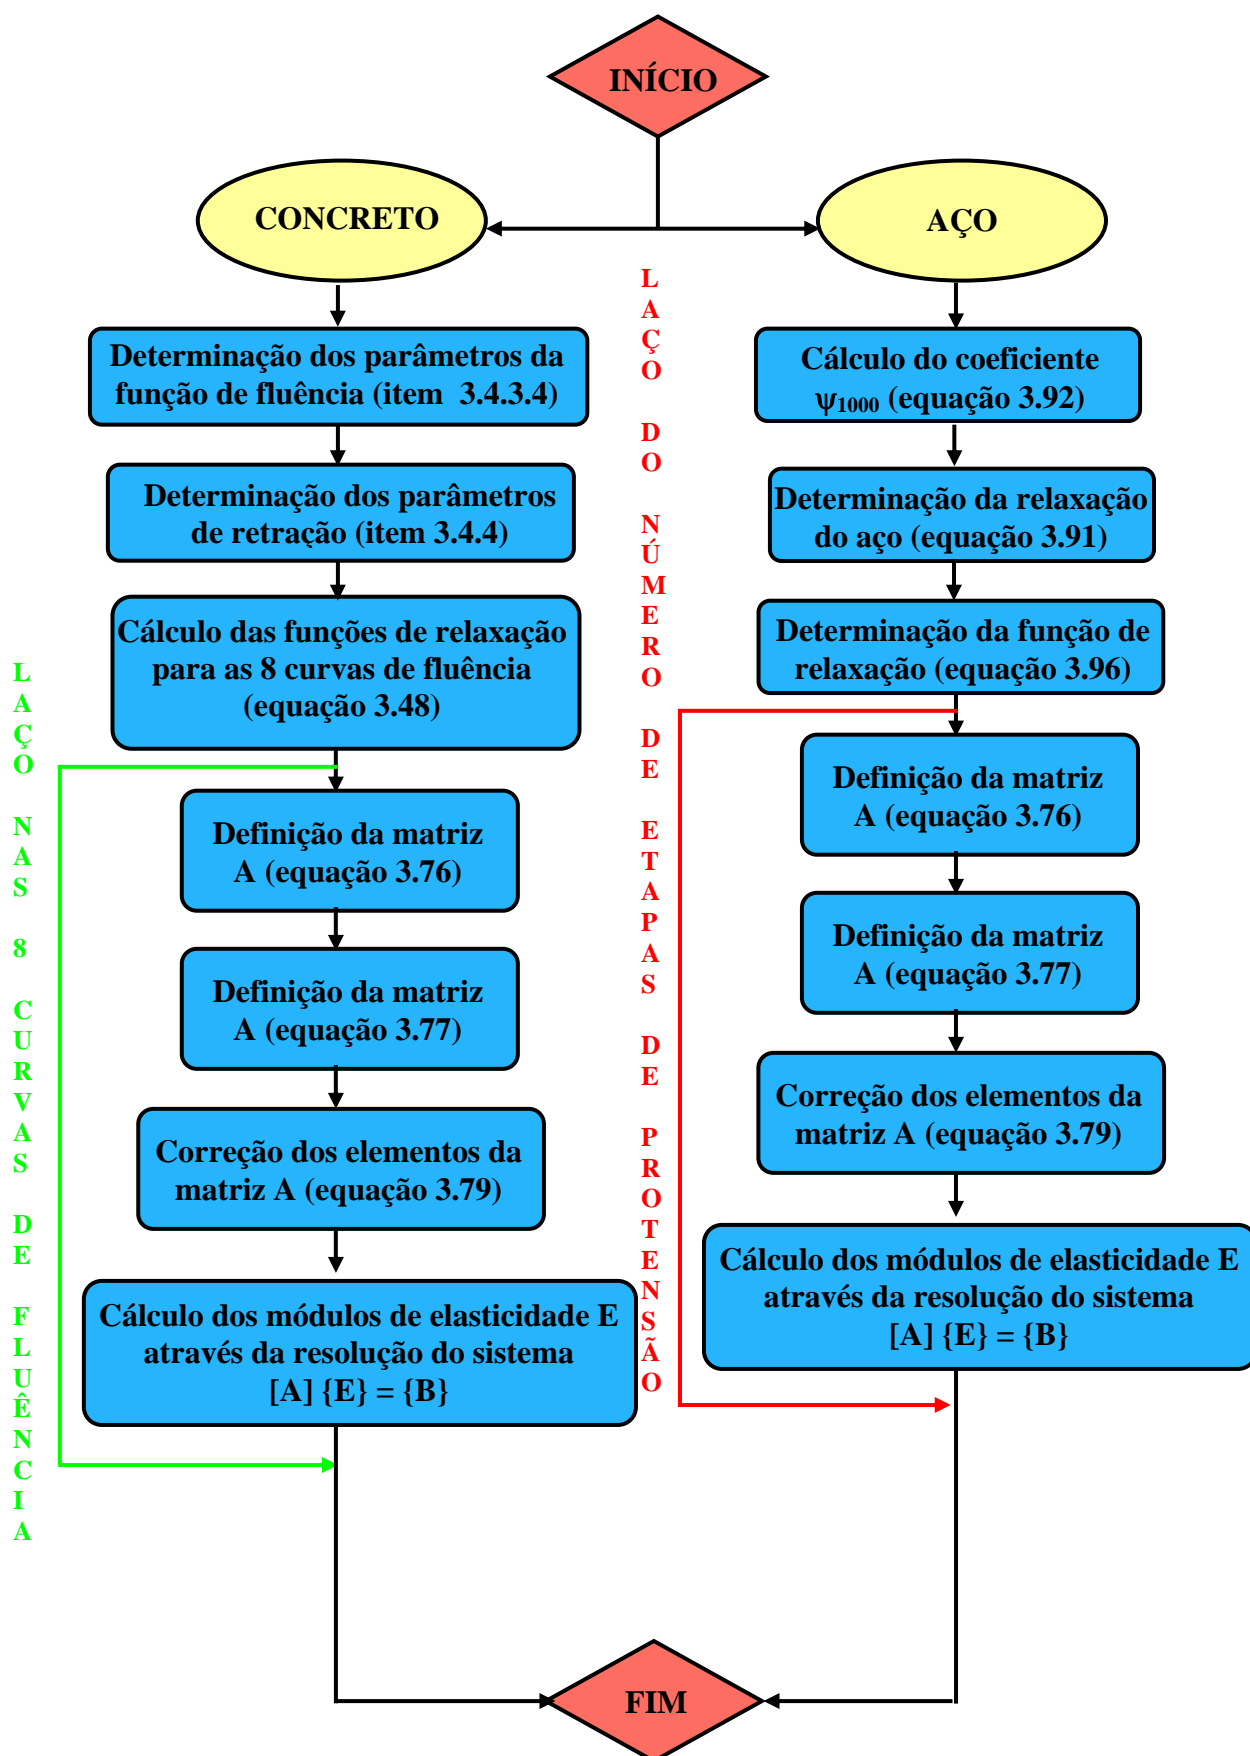 INÍCIO
CONCRETO
AÇO
Determinação dos parâmetros da
função de fluência (item 3.4.3.4)
Determinação dos parâmetros
de retração (item 3.4.4)
Cálculo das funções de relaxação
para as 8 curvas de fluência
(equação 3.48)
LAÇO NAS 8 CURVAS DE FLUÊNCIA
Definição da matriz
A (equação 3.76)
Definição da matriz
A (equação 3.77)
Correção dos elementos da
matriz A (equação 3.79)
Cálculo dos módulos de elasticidade E
através da resolução do sistema
[A] {E} = {B}
LAÇO DO NÚMERO DE ETAPAS DE PROTENSÃO
Cálculo do coeficiente
ψ1000 (equação 3.92)
Determinação da relaxação
do aço (equação 3.91)
Determinação da função de
relaxação (equação 3.96)
Definição da matriz
A (equação 3.76)
Definição da matriz
A (equação 3.77)
Correção dos elementos da
matriz A (equação 3.79)
Cálculo dos módulos de elasticidade E
através da resolução do sistema
[A] {E} = {B}
FIM